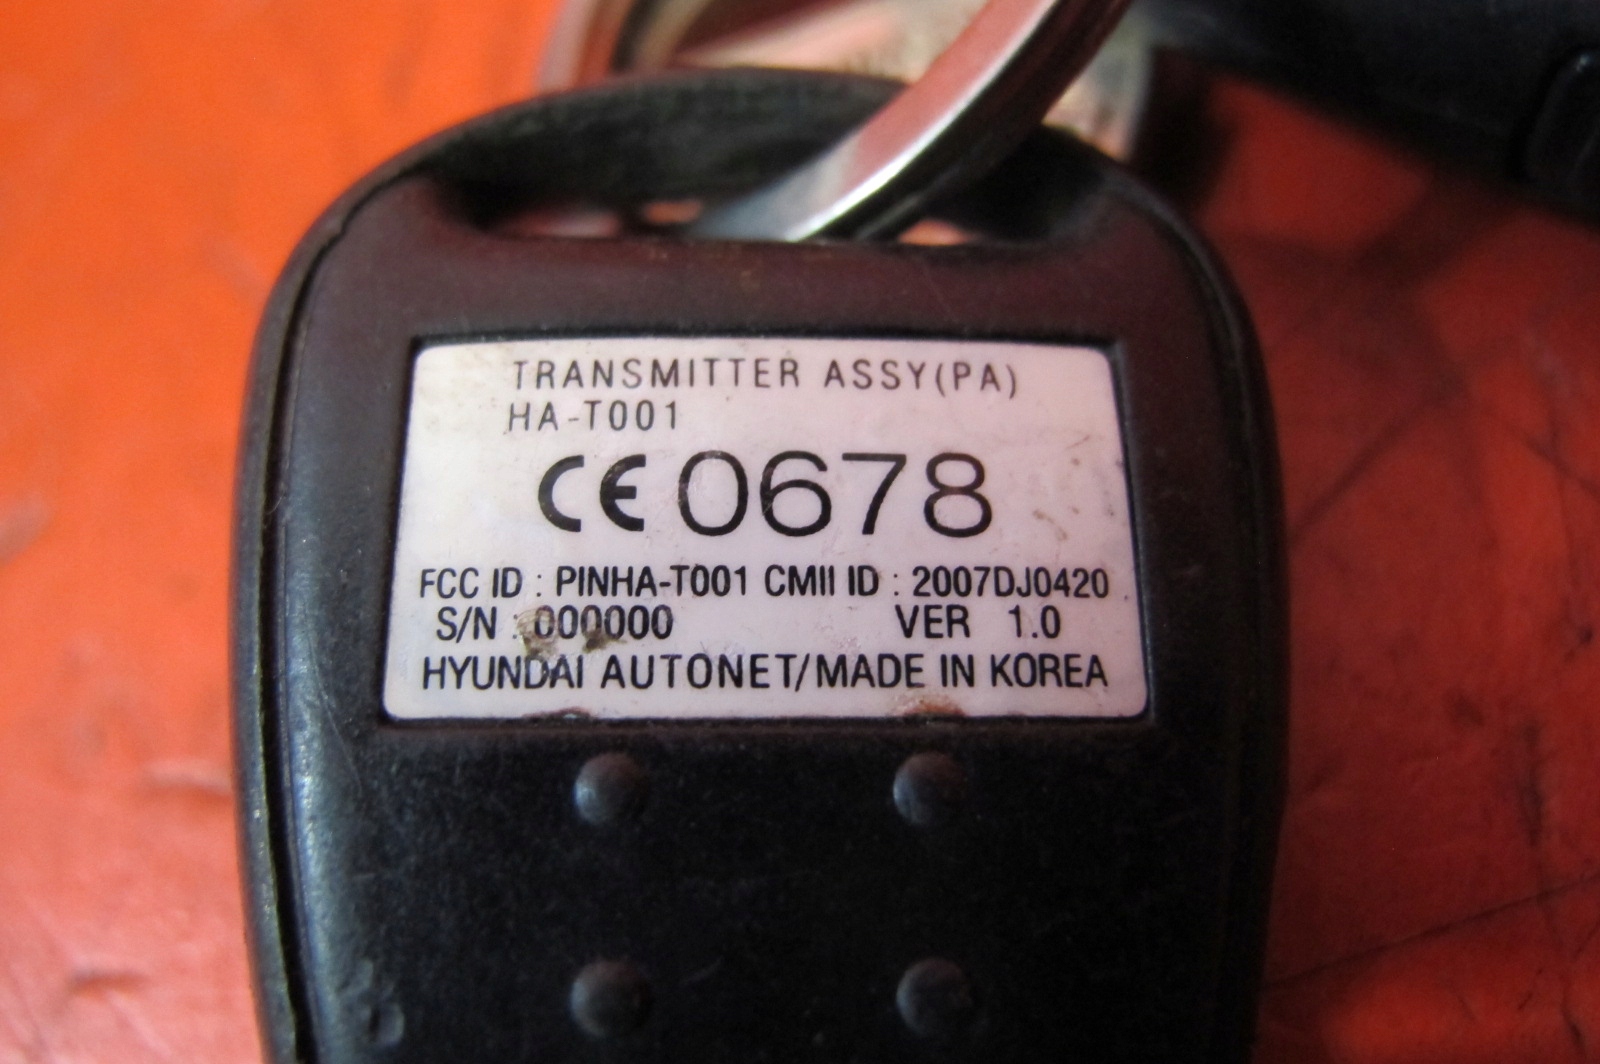 TRANSMITTER ASSY(PA)
HA-T001
CE0678
FCC ID : PINHA-T001 CMII ID : 2007DJ0420
S/N : 000000 VER 1.0
HYUNDAI AUTONET/MADE IN KOREA